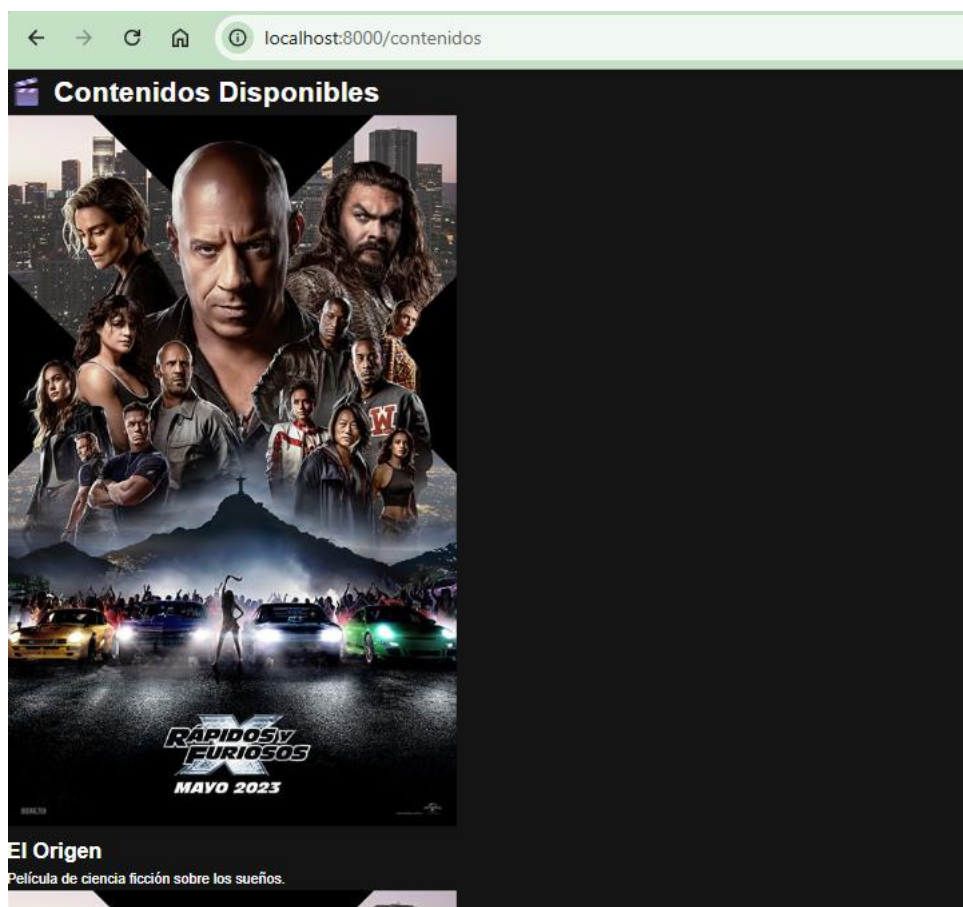 localhost:8000/contenidos
Contenidos Disponibles
W
RÁPIDOS Y
FURIOSOS
X
MAYO 2023
El Origen
Película de ciencia ficción sobre los sueños.